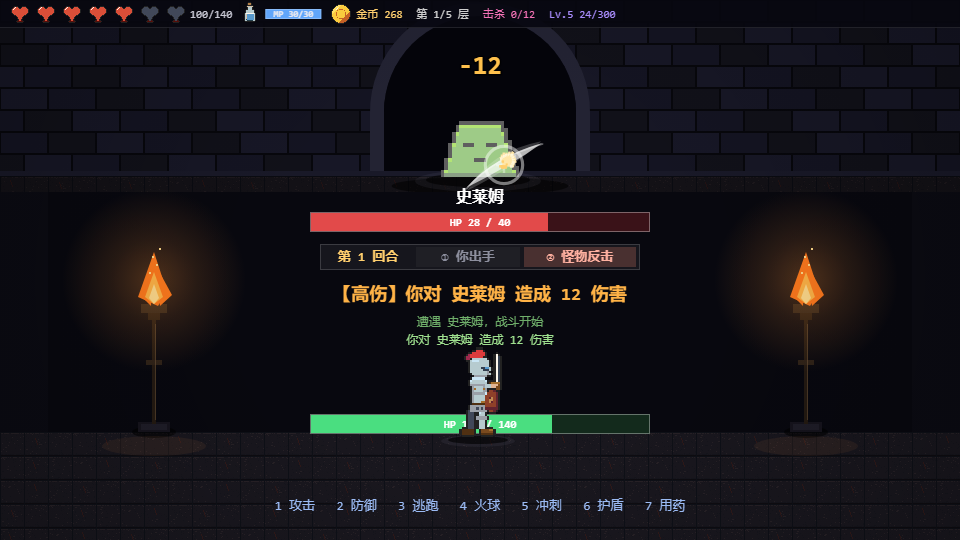 100/140 MP 30/30 金币 268 第 1/5 层 击杀 0/12 Lv.5 24/300
-12
史莱姆
HP 28 / 40
第 1 回合 ① 你出手 ② 怪物反击
【高伤】你对 史莱姆 造成 12 伤害
遭遇 史莱姆，战斗开始
你对 史莱姆 造成 12 伤害
HP / 140
1 攻击 2 防御 3 逃跑 4 火球 5 冲刺 6 护盾 7 用药